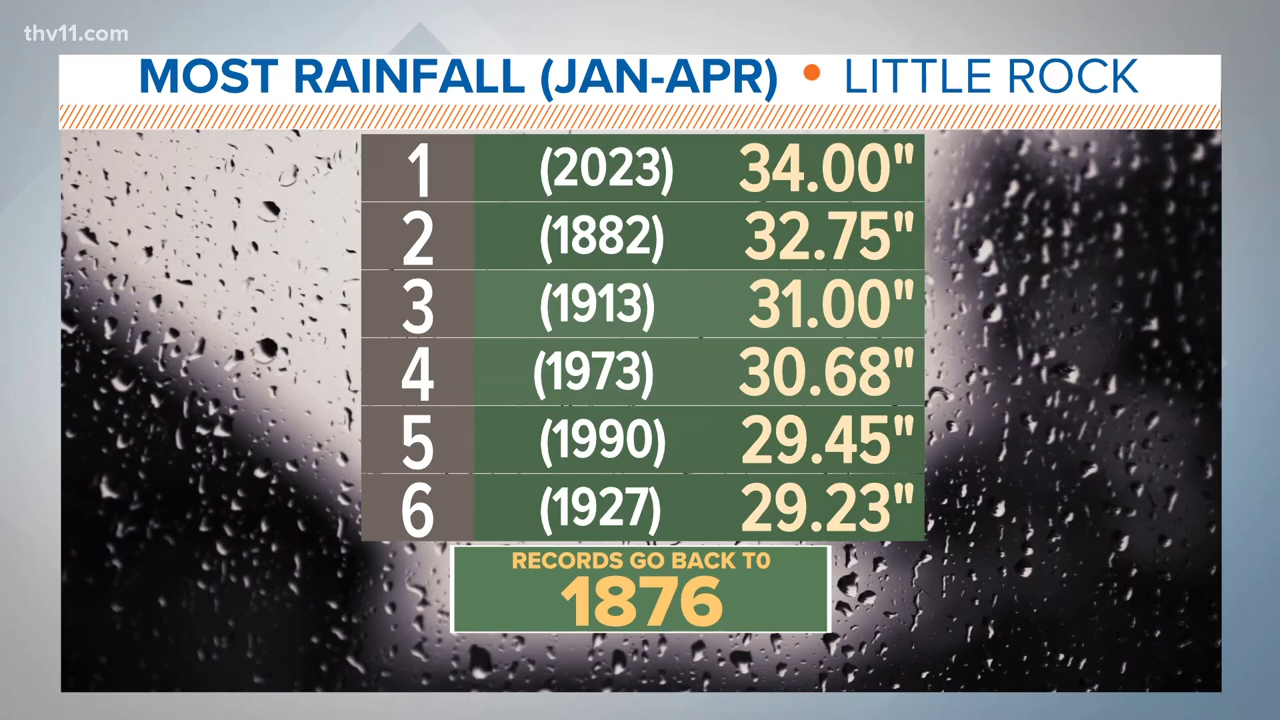 thv11.com
MOST RAINFALL (JAN-APR) • LITTLE ROCK
1 (2023) 34.00"
2 (1882) 32.75"
3 (1913) 31.00"
4 (1973) 30.68"
5 (1990) 29.45"
6 (1927) 29.23"
RECORDS GO BACK T0
1876